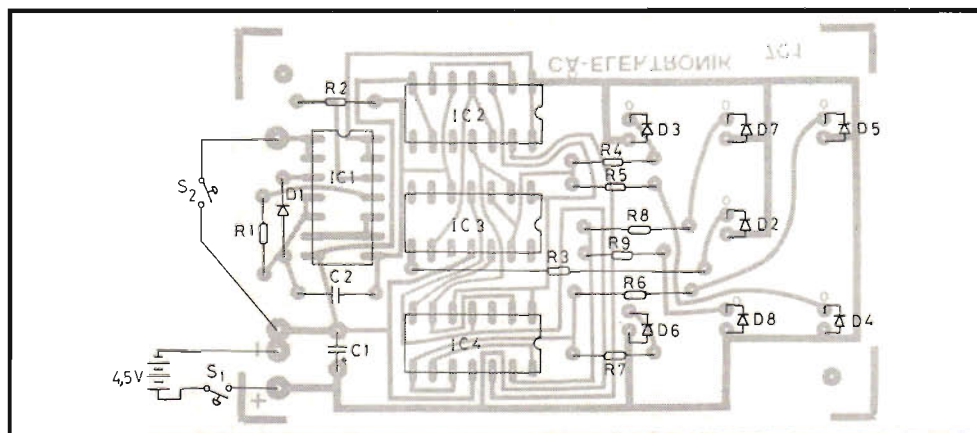 CA-ELEKTRONIK 701
R2
IC2
D3
D7
D5
R4
R5
IC1
S2
D1
R1
IC3
R8
D2
R9
R3
C2
R6
D6
D8
D4
C1
IC4
R7
4,5V
S1
−
+